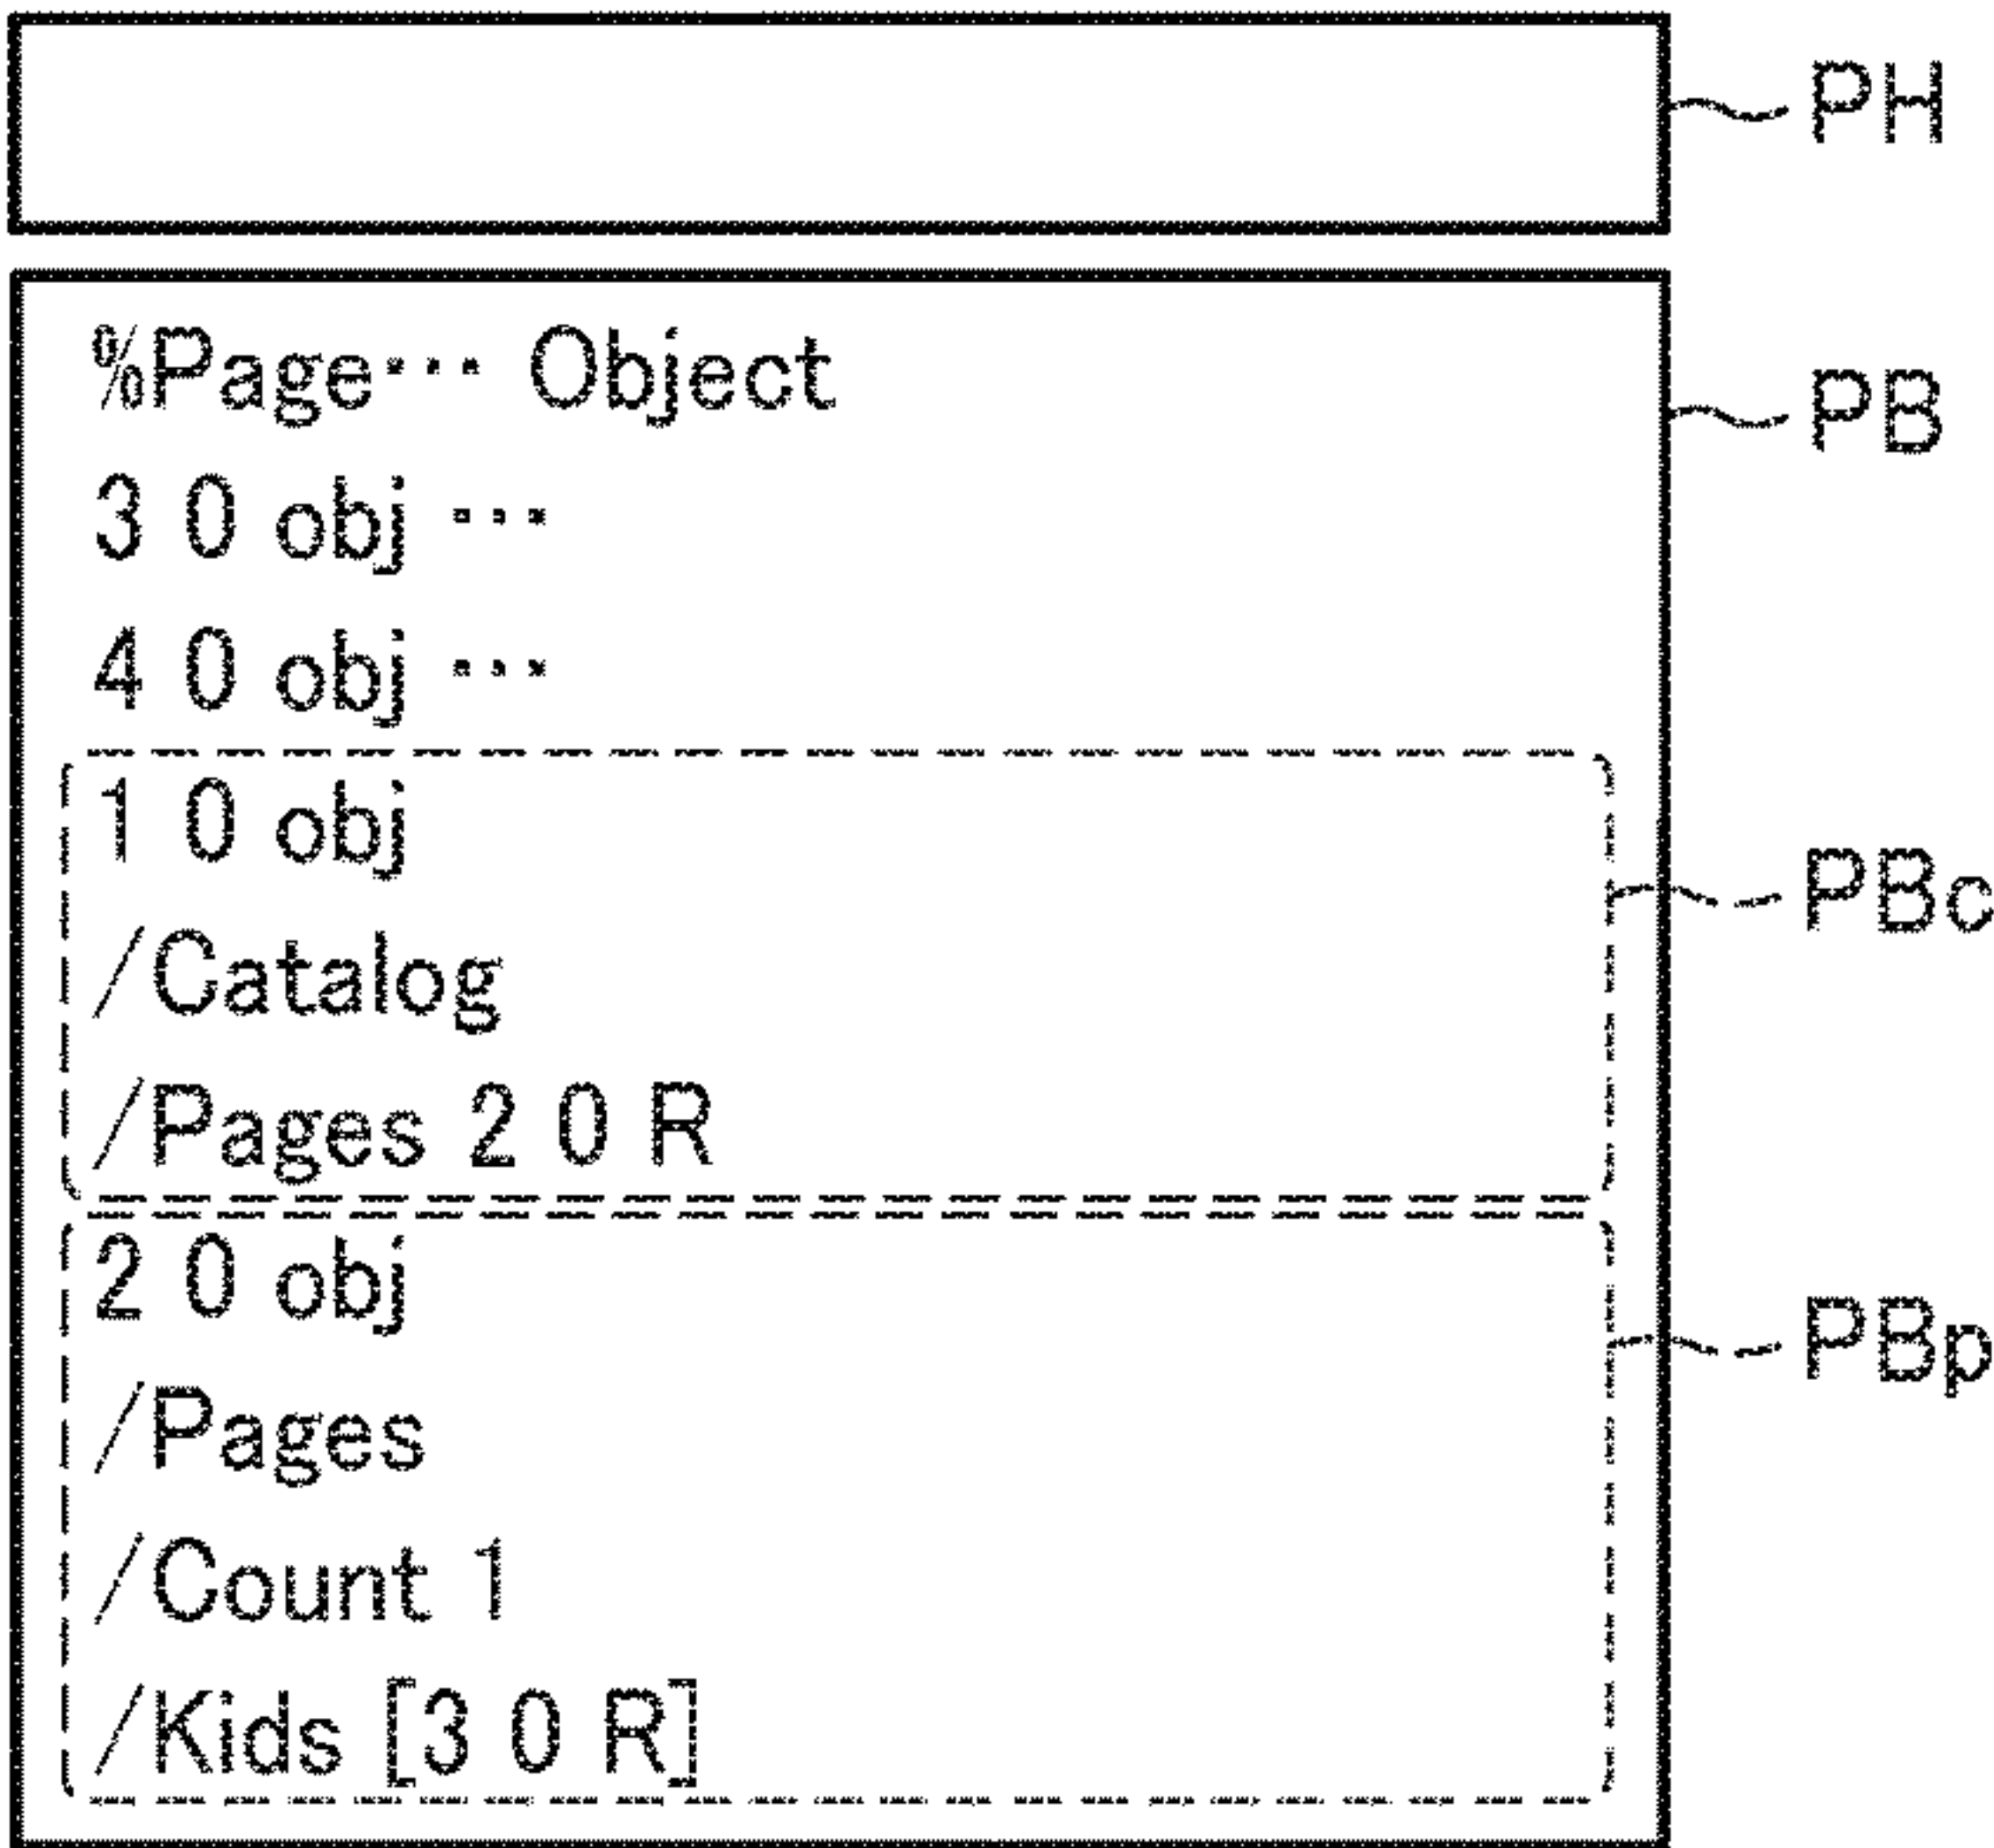 PH
%Page··· Object
PB
3 0 obj ···
4 0 obj ···
1 0 obj
PBc
/Catalog
/Pages 2 0 R
2 0 obj
PBp
/Pages
/Count 1
/Kids [3 0 R]